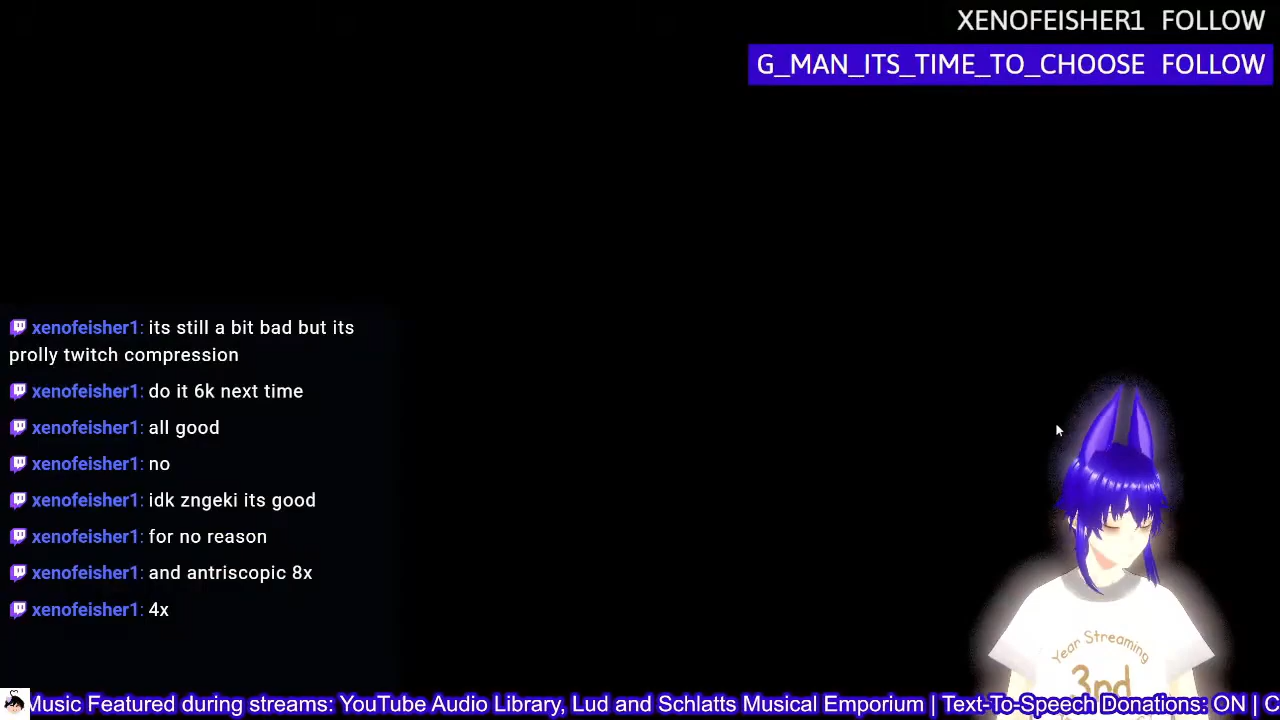 XENOFEISHER1 FOLLOW
G_MAN_ITS_TIME_TO_CHOOSE FOLLOW
xenofeisher1: its still a bit bad but its
prolly twitch compression
xenofeisher1: do it 6k next time
xenofeisher1: all good
xenofeisher1: no
xenofeisher1: idk zngeki its good
xenofeisher1: for no reason
xenofeisher1: and antriscopic 8x
xenofeisher1: 4x
Year Streaming
3nd
Music Featured during streams: YouTube Audio Library, Lud and Schlatts Musical Emporium | Text-To-Speech Donations: ON | C